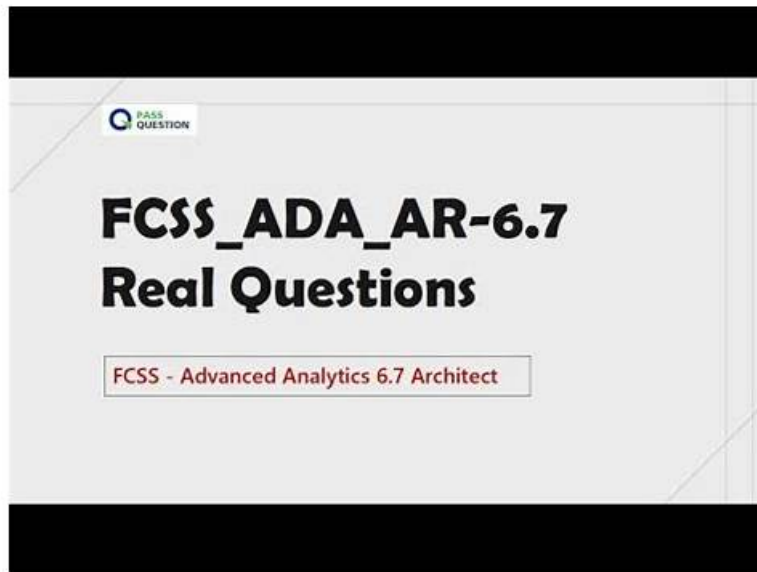 PASS
QUESTION
FCSS_ADA_AR-6.7
Real Questions
FCSS - Advanced Analytics 6.7 Architect